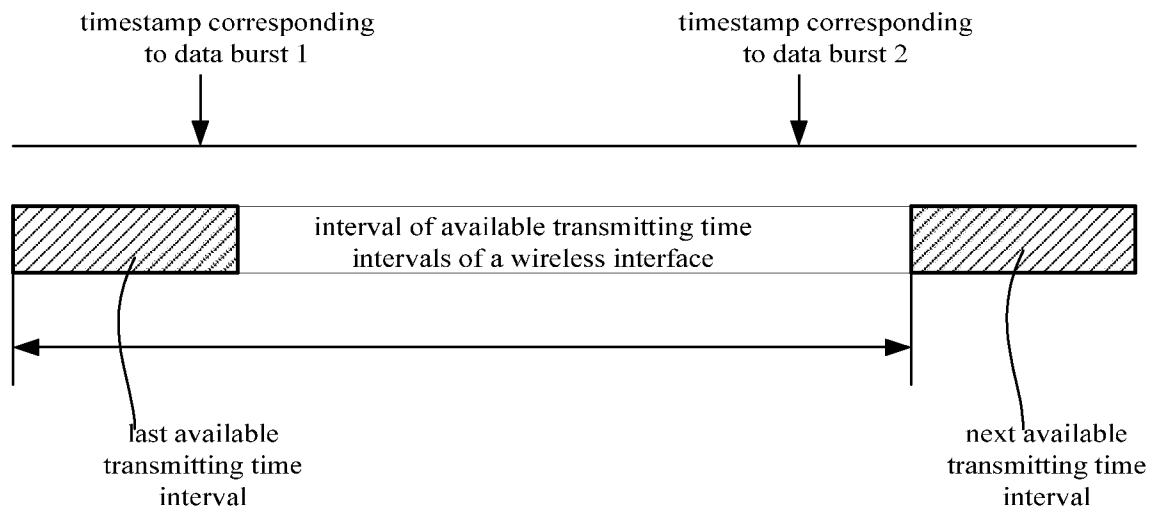 timestamp corresponding
to data burst 1
timestamp corresponding
to data burst 2
interval of available transmitting time
intervals of a wireless interface
last available
transmitting time
interval
next available
transmitting time
interval